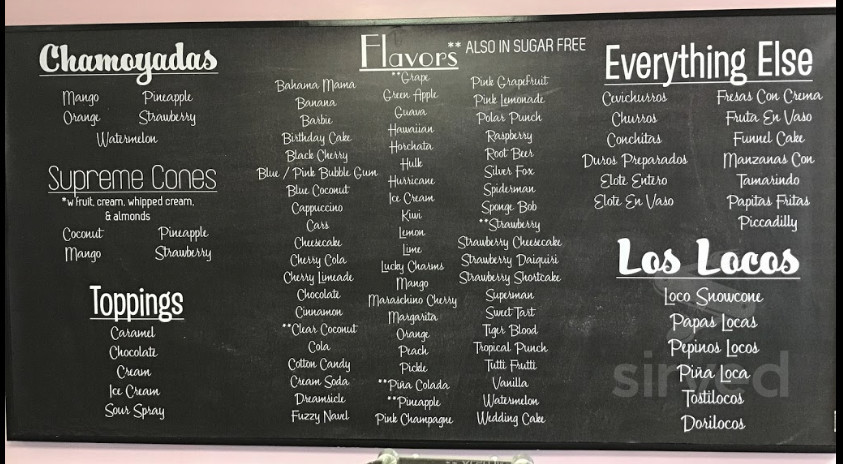 Chamoyadas
Mango Pineapple
Orange Strawberry
Watermelon
Supreme Cones
*w fruit, cream, whipped cream,
& almonds
Coconut Pineapple
Mango Strawberry
Toppings
Caramel
Chocolate
Cream
Ice Cream
Sour Spray
Flavors ** ALSO IN SUGAR FREE
Bahama Mama
Banana
Barbie
Birthday Cake
Black Cherry
Blue / Pink Bubble Gum
Blue Coconut
Cappuccino
Cars
Cheesecake
Cherry Cola
Cherry Limeade
Chocolate
Cinnamon
**Clear Coconut
Cola
Cotton Candy
Cream Soda
Dreamsicle
Fuzzy Navel
**Grape
Green Apple
Guava
Hawaiian
Horchata
Hulk
Hurricane
Ice Cream
Kiwi
Lemon
Lime
Lucky Charms
Mango
Maraschino Cherry
Margarita
Orange
Peach
Pickle
**Piña Colada
**Pineapple
Pink Champagne
Pink Grapefruit
Pink Lemonade
Polar Punch
Raspberry
Root Beer
Silver Fox
Spiderman
Sponge Bob
**Strawberry
Strawberry Cheesecake
Strawberry Daiquiri
Strawberry Shortcake
Superman
Sweet Tart
Tiger Blood
Tropical Punch
Tutti Frutti
Vanilla
Watermelon
Wedding Cake
Everything Else
Cevichurros
Churros
Conchitas
Duros Preparados
Elote Entero
Elote En Vaso
Fresas Con Crema
Fruta En Vaso
Funnel Cake
Manzanas Con
Tamarindo
Papitas Fritas
Piccadilly
Los Locos
Loco Snowcone
Papas Locas
Pepinos Locos
Piña Loca
Tostilocos
Dorilocos
sirved